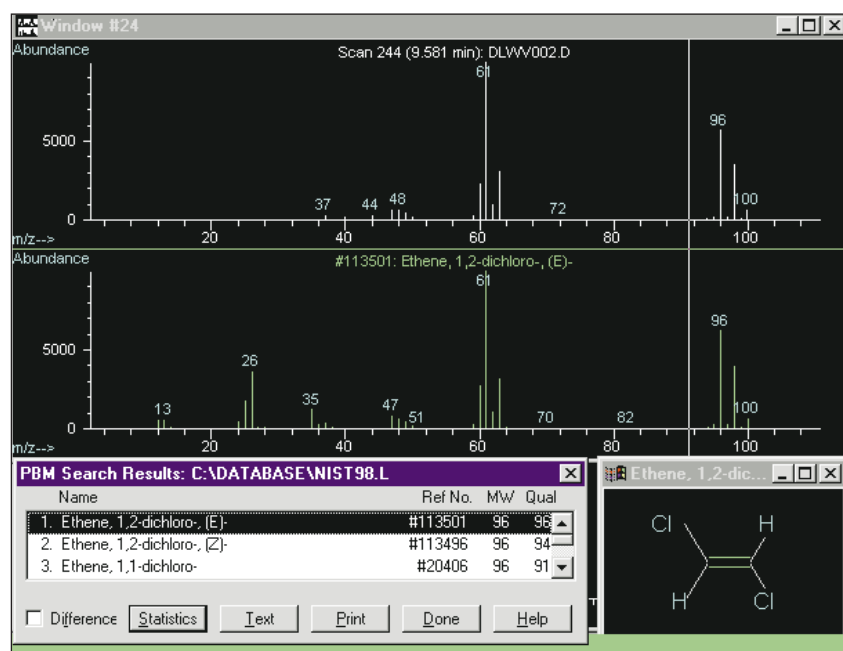 Window #24
Abundance
Scan 244 (9.581 min): DLWV002.D
61
96
5000
37 44 48 72 100
0
m/z--> 20 40 60 80 100
Abundance
#113501: Ethene, 1,2-dichloro-, (E)-
61
96
5000
26
13 35 47 51 70 82 100
0
m/z--> 20 40 60 80 100
PBM Search Results: C:\DATABASE\NIST98.L
Name Ref No. MW Qual
1. Ethene, 1,2-dichloro-, (E)- #113501 96 96
2. Ethene, 1,2-dichloro-, (Z)- #113496 96 94
3. Ethene, 1,1-dichloro- #20406 96 91
Difference Statistics Text Print Done Help
Ethene, 1,2-dic...
Cl H
H Cl